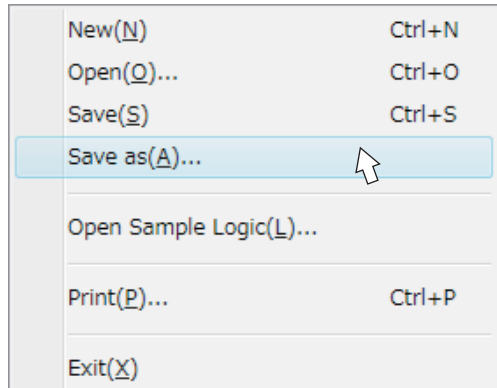 New(N) Ctrl+N
Open(O)... Ctrl+O
Save(S) Ctrl+S
Save as(A)...
Open Sample Logic(L)...
Print(P)... Ctrl+P
Exit(X)